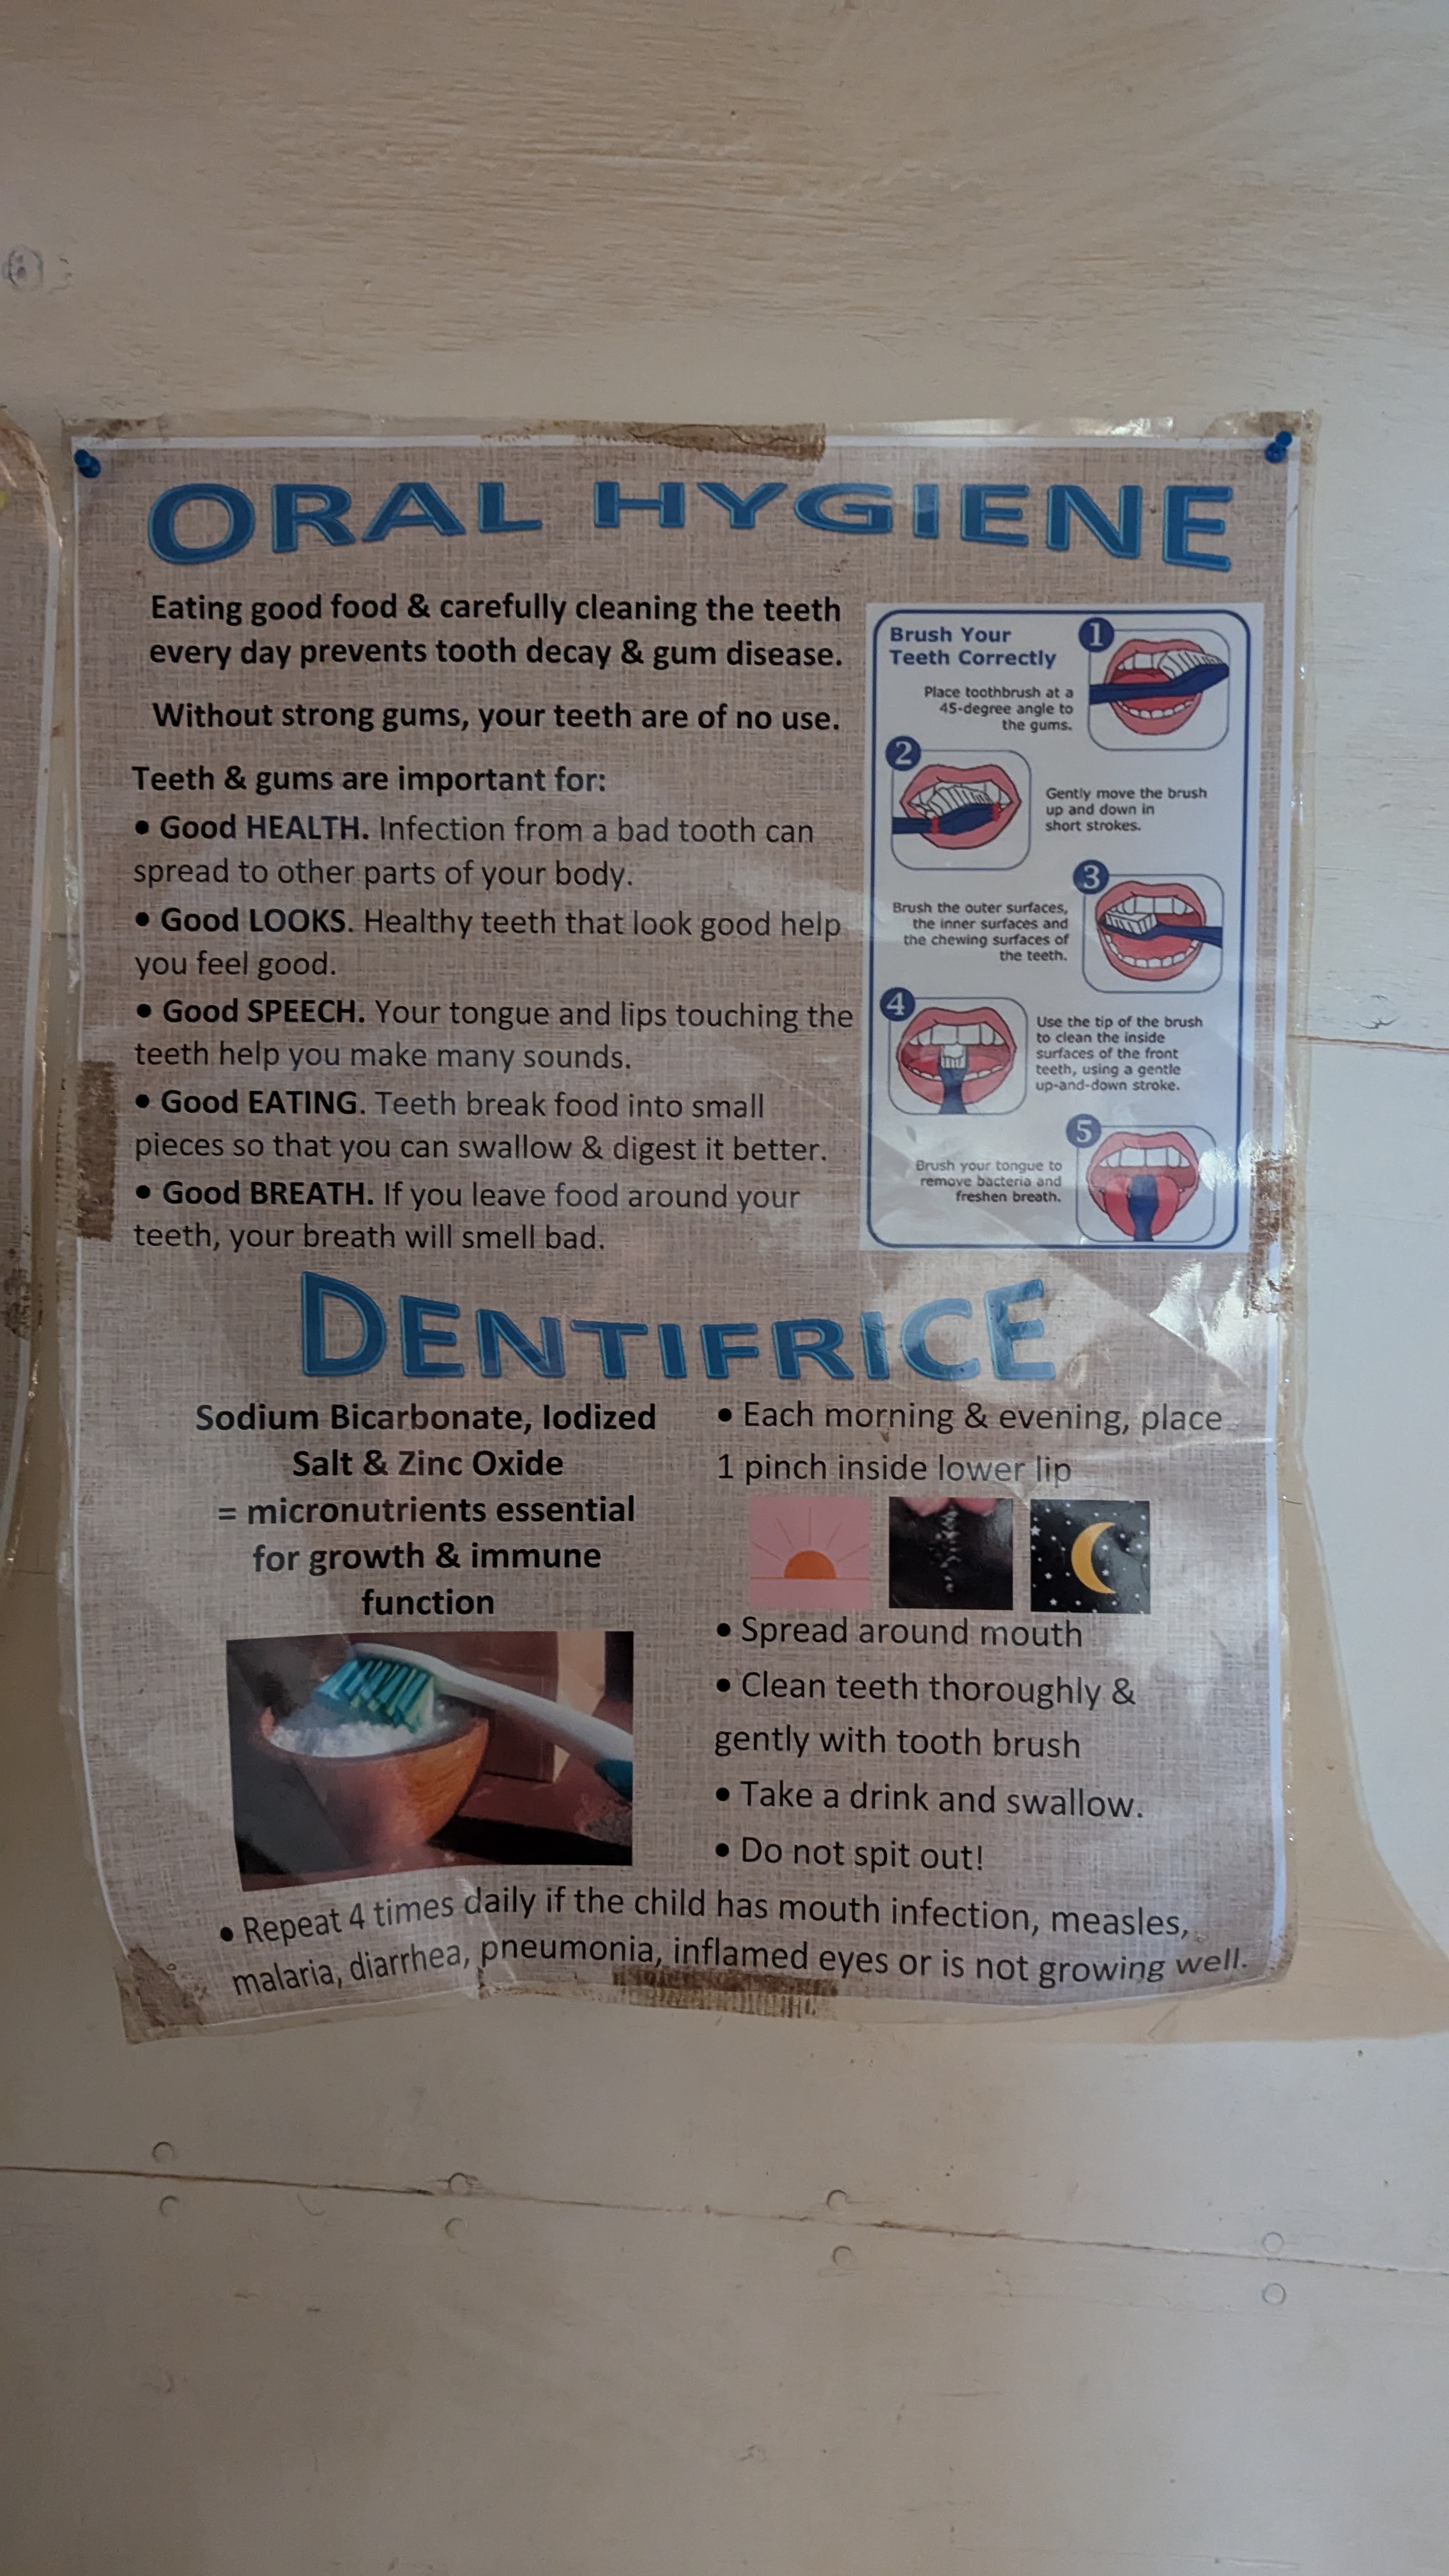 ORAL HYGIENE
Eating good food & carefully cleaning the teeth
every day prevents tooth decay & gum disease.
Without strong gums, your teeth are of no use.
Teeth & gums are important for:
• Good HEALTH. Infection from a bad tooth can
spread to other parts of your body.
• Good LOOKS. Healthy teeth that look good help
you feel good.
• Good SPEECH. Your tongue and lips touching the
teeth help you make many sounds.
• Good EATING. Teeth break food into small
pieces so that you can swallow & digest it better.
• Good BREATH. If you leave food around your
teeth, your breath will smell bad.
Brush Your
Teeth Correctly
1
Place toothbrush at a
45-degree angle to
the gums.
2
Gently move the brush
up and down in
short strokes.
3
Brush the outer surfaces,
the inner surfaces and
the chewing surfaces of
the teeth.
4
Use the tip of the brush
to clean the inside
surfaces of the front
teeth, using a gentle
up-and-down stroke.
5
Brush your tongue to
remove bacteria and
freshen breath.
DENTIFRICE
Sodium Bicarbonate, Iodized
Salt & Zinc Oxide
= micronutrients essential
for growth & immune
function
• Each morning & evening, place
1 pinch inside lower lip
• Spread around mouth
• Clean teeth thoroughly &
gently with tooth brush
• Take a drink and swallow.
• Do not spit out!
• Repeat 4 times daily if the child has mouth infection, measles,
malaria, diarrhea, pneumonia, inflamed eyes or is not growing well.